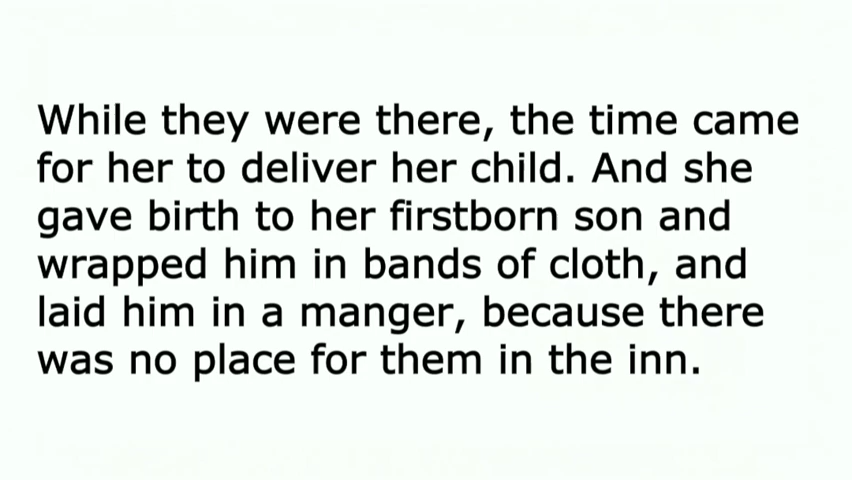 While they were there, the time came
for her to deliver her child. And she
gave birth to her firstborn son and
wrapped him in bands of cloth, and
laid him in a manger, because there
was no place for them in the inn.